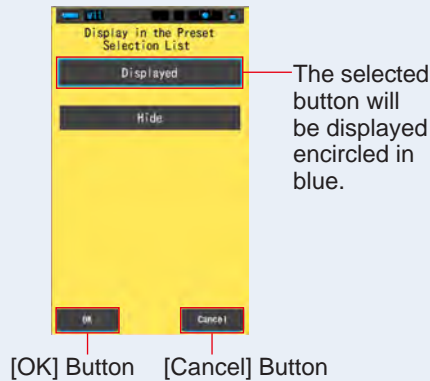 Display in the Preset
Selection List
Displayed
Hide
OK
Cancel
The selected
button will
be displayed
encircled in
blue.
[OK] Button
[Cancel] Button